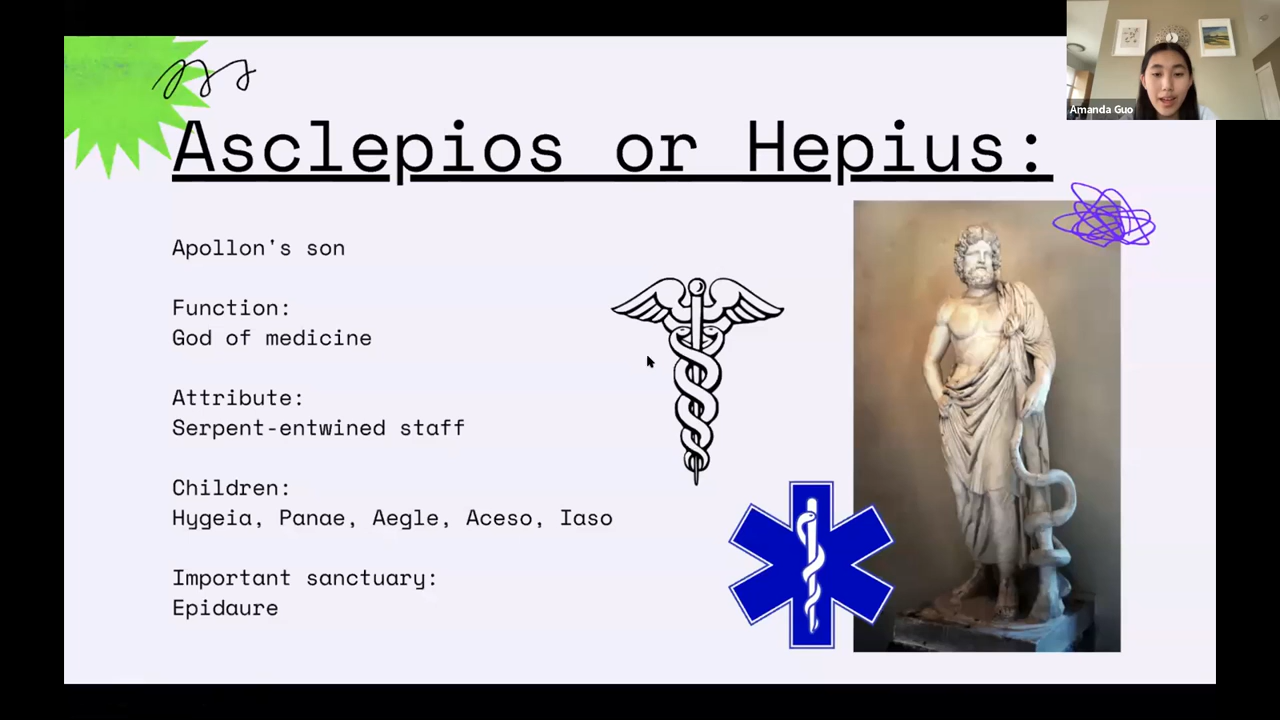 Asclepios or Hepius:
Amanda Guo
Apollon's son
Function:
God of medicine
Attribute:
Serpent-entwined staff
Children:
Hygeia, Panae, Aegle, Aceso, Iaso
Important sanctuary:
Epidaure